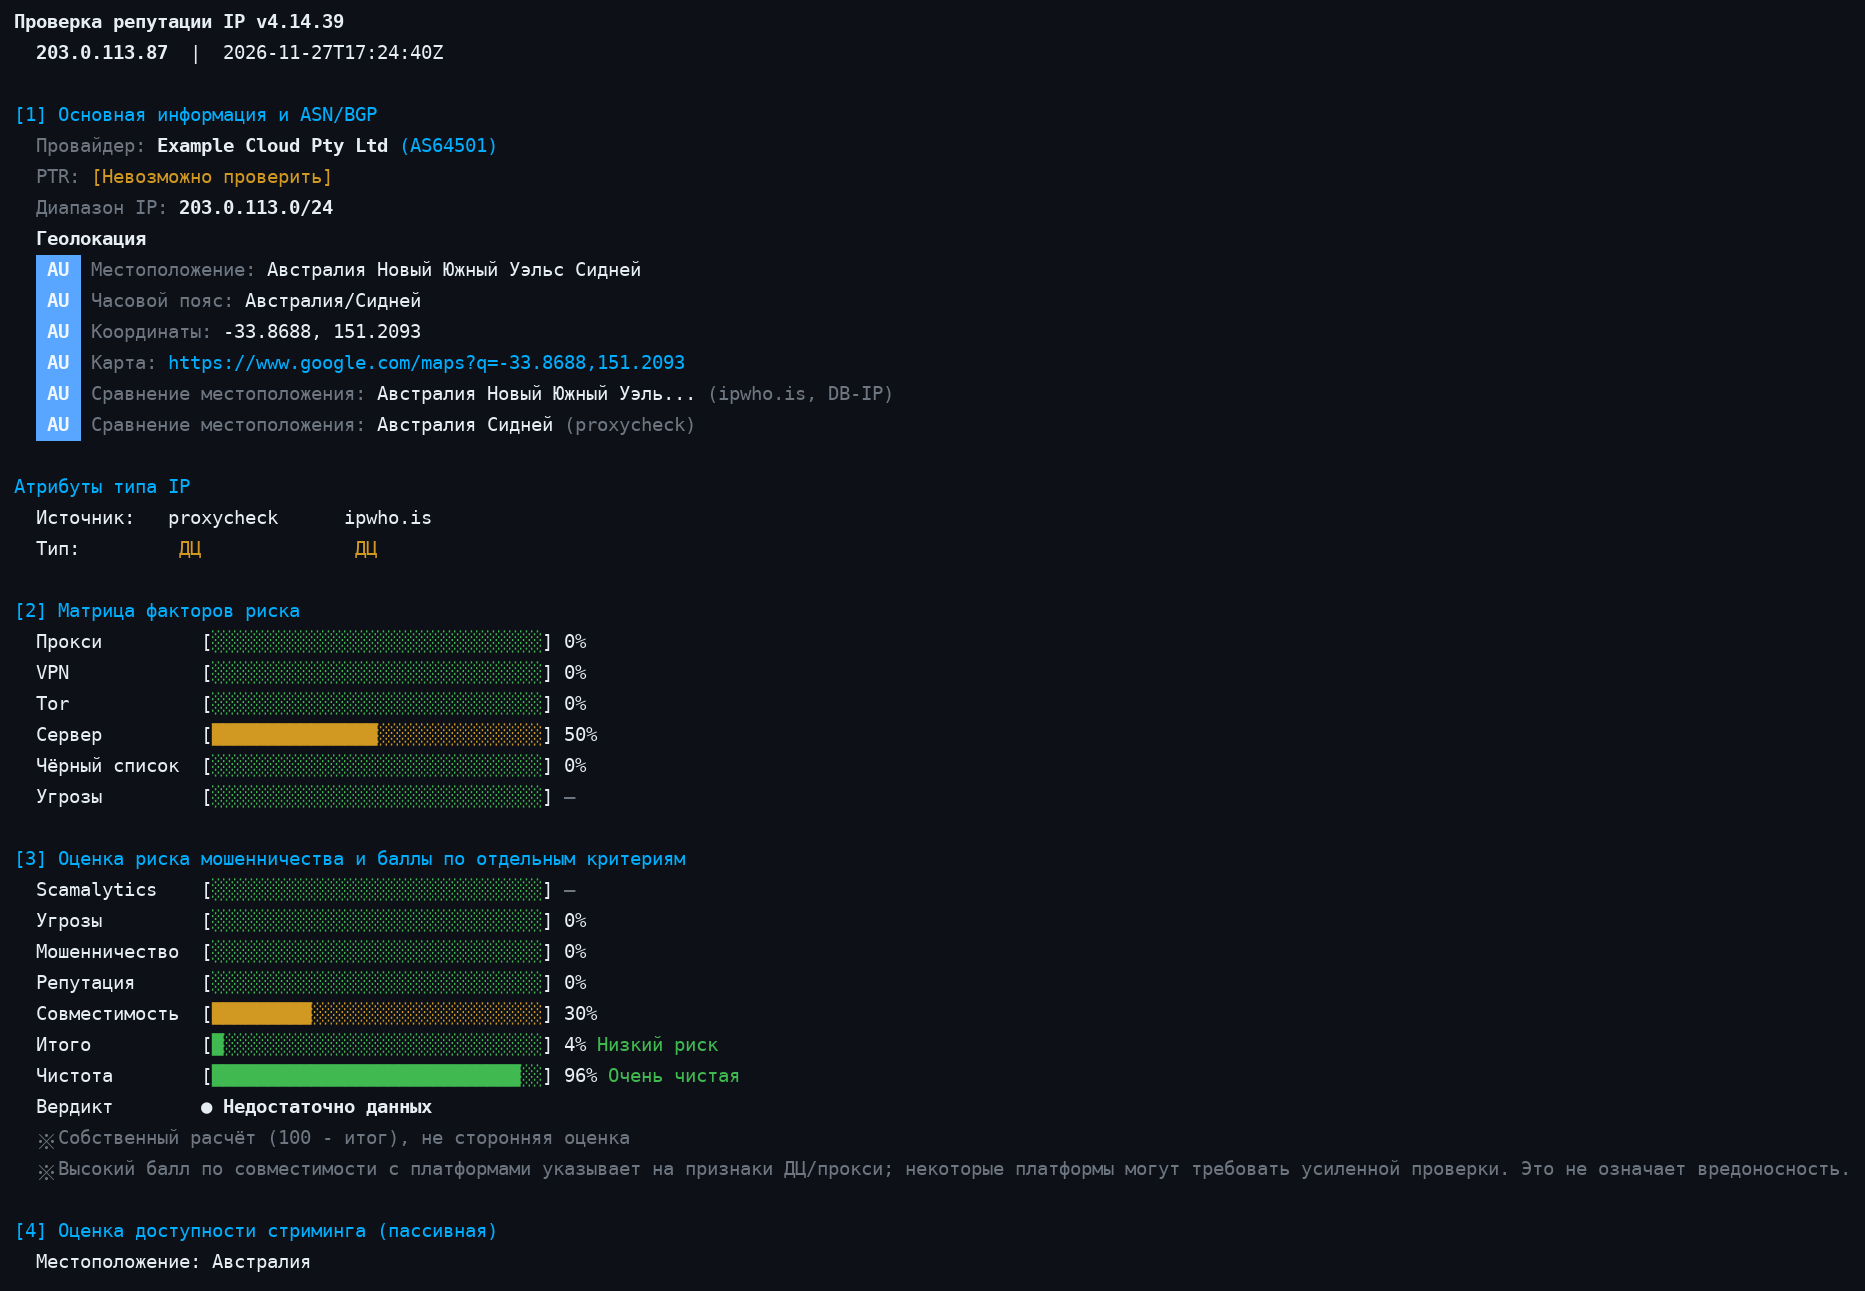 Проверка репутации IP v4.14.39
203.0.113.87 | 2026-11-27T17:24:40Z
[1] Основная информация и ASN/BGP
Провайдер: Example Cloud Pty Ltd (AS64501)
PTR: [Невозможно проверить]
Диапазон IP: 203.0.113.0/24
Геолокация
AU Местоположение: Австралия Новый Южный Уэльс Сидней
AU Часовой пояс: Австралия/Сидней
AU Координаты: -33.8688, 151.2093
AU Карта: https://www.google.com/maps?q=-33.8688,151.2093
AU Сравнение местоположения: Австралия Новый Южный Уэль... (ipwho.is, DB-IP)
AU Сравнение местоположения: Австралия Сидней (proxycheck)
Атрибуты типа IP
Источник: proxycheck ipwho.is
Тип: ДЦ ДЦ
[2] Матрица факторов риска
Прокси [░░░░░░░░░░░░░░░░░░░░░░░░░░░░░░] 0%
VPN [░░░░░░░░░░░░░░░░░░░░░░░░░░░░░░] 0%
Tor [░░░░░░░░░░░░░░░░░░░░░░░░░░░░░░] 0%
Сервер [███████████████░░░░░░░░░░░░░░░] 50%
Чёрный список [░░░░░░░░░░░░░░░░░░░░░░░░░░░░░░] 0%
Угрозы [░░░░░░░░░░░░░░░░░░░░░░░░░░░░░░] —
[3] Оценка риска мошенничества и баллы по отдельным критериям
Scamalytics [░░░░░░░░░░░░░░░░░░░░░░░░░░░░░░] —
Угрозы [░░░░░░░░░░░░░░░░░░░░░░░░░░░░░░] 0%
Мошенничество [░░░░░░░░░░░░░░░░░░░░░░░░░░░░░░] 0%
Репутация [░░░░░░░░░░░░░░░░░░░░░░░░░░░░░░] 0%
Совместимость [█████████░░░░░░░░░░░░░░░░░░░░░] 30%
Итого [█░░░░░░░░░░░░░░░░░░░░░░░░░░░░░] 4% Низкий риск
Чистота [████████████████████████████░░] 96% Очень чистая
Вердикт ● Недостаточно данных
※Собственный расчёт (100 - итог), не сторонняя оценка
※Высокий балл по совместимости с платформами указывает на признаки ДЦ/прокси; некоторые платформы могут требовать усиленной проверки. Это не означает вредоносность.
[4] Оценка доступности стриминга (пассивная)
Местоположение: Австралия